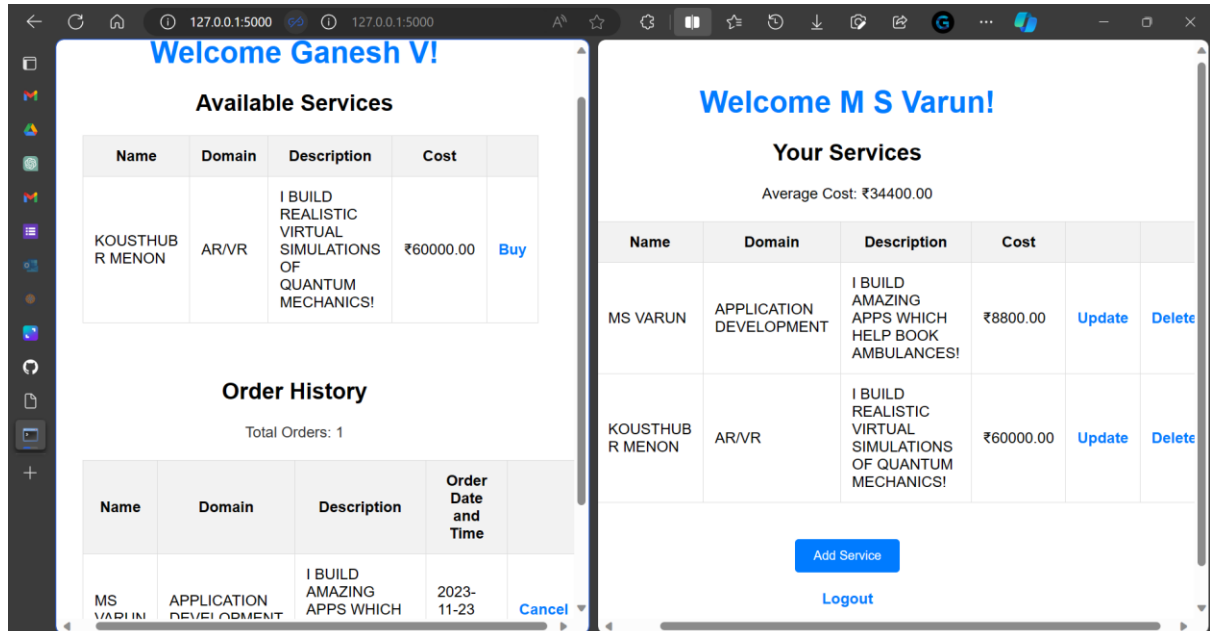 127.0.0.1:5000
127.0.0.1:5000
Welcome Ganesh V!
Available Services
Name Domain Description Cost
KOUSTHUB
R MENON
AR/VR
I BUILD
REALISTIC
VIRTUAL
SIMULATIONS
OF
QUANTUM
MECHANICS!
₹60000.00
Buy
Order History
Total Orders: 1
Name Domain Description
Order
Date
and
Time
MS
VARUN
APPLICATION
DEVELOPMENT
I BUILD
AMAZING
APPS WHICH
2023-
11-23
Cancel
Welcome M S Varun!
Your Services
Average Cost: ₹34400.00
Name Domain Description Cost
MS VARUN
APPLICATION
DEVELOPMENT
I BUILD
AMAZING
APPS WHICH
HELP BOOK
AMBULANCES!
₹8800.00
Update
Delete
KOUSTHUB
R MENON
AR/VR
I BUILD
REALISTIC
VIRTUAL
SIMULATIONS
OF QUANTUM
MECHANICS!
₹60000.00
Update
Delete
Add Service
Logout